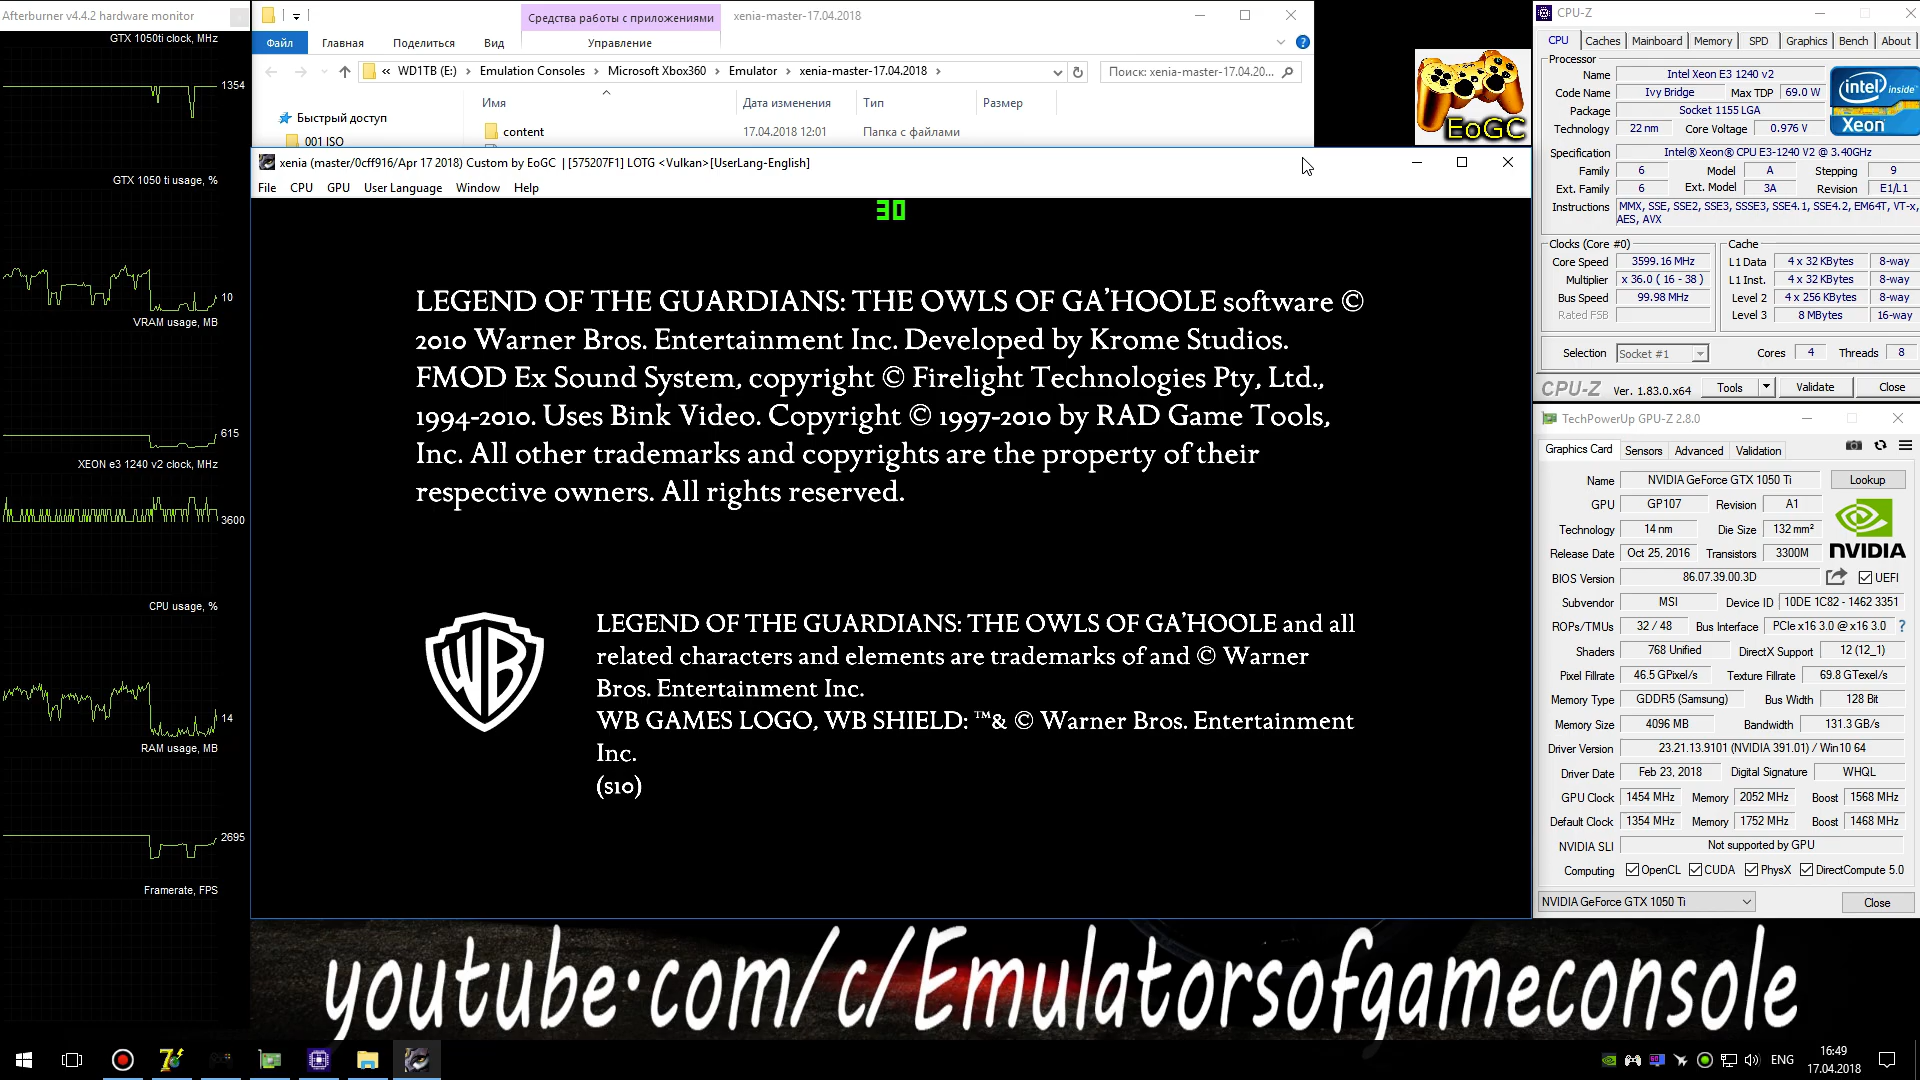 Afterburner v4.4.2 hardware monitor
GTX 1050ti clock, MHz
1354
GTX 1050 ti usage, %
10
VRAM usage, MB
615
XEON e3 1240 v2 clock, MHz
3600
CPU usage, %
14
RAM usage, MB
2695
Framerate, FPS
Средства работы с приложениями
xenia-master-17.04.2018
Файл
Главная
Поделиться
Вид
Управление
« WD1TB (E:) › Emulation Consoles › Microsoft Xbox360 › Emulator › xenia-master-17.04.2018 ›
Поиск: xenia-master-17.04.20...
Имя
Дата изменения
Тип
Размер
Быстрый доступ
001 ISO
content
17.04.2018 12:01
Папка с файлами
EoGC
xenia (master/0cff916/Apr 17 2018) Custom by EoGC | [575207F1] LOTG <Vulkan>[UserLang-English]
File CPU GPU User Language Window Help
30
LEGEND OF THE GUARDIANS: THE OWLS OF GA’HOOLE software ©
2010 Warner Bros. Entertainment Inc. Developed by Krome Studios.
FMOD Ex Sound System, copyright © Firelight Technologies Pty, Ltd.,
1994-2010. Uses Bink Video. Copyright © 1997-2010 by RAD Game Tools,
Inc. All other trademarks and copyrights are the property of their
respective owners. All rights reserved.
WB
LEGEND OF THE GUARDIANS: THE OWLS OF GA’HOOLE and all
related characters and elements are trademarks of and © Warner
Bros. Entertainment Inc.
WB GAMES LOGO, WB SHIELD: ™& © Warner Bros. Entertainment
Inc.
(s10)
CPU-Z
CPU Caches Mainboard Memory SPD Graphics Bench About
Processor
Name Intel Xeon E3 1240 v2
Code Name Ivy Bridge Max TDP 69.0 W
Package Socket 1155 LGA
Technology 22 nm Core Voltage 0.976 V
intel inside
Xeon
Specification Intel® Xeon® CPU E3-1240 V2 @ 3.40GHz
Family 6 Model A Stepping 9
Ext. Family 6 Ext. Model 3A Revision E1/L1
Instructions MMX, SSE, SSE2, SSE3, SSSE3, SSE4.1, SSE4.2, EM64T, VT-x,
AES, AVX
Clocks (Core #0)
Core Speed 3599.16 MHz
Multiplier x 36.0 ( 16 - 38 )
Bus Speed 99.98 MHz
Rated FSB
Cache
L1 Data 4 x 32 KBytes 8-way
L1 Inst. 4 x 32 KBytes 8-way
Level 2 4 x 256 KBytes 8-way
Level 3 8 MBytes 16-way
Selection Socket #1 Cores 4 Threads 8
CPU-Z Ver. 1.83.0.x64 Tools Validate Close
TechPowerUp GPU-Z 2.8.0
Graphics Card Sensors Advanced Validation
Name NVIDIA GeForce GTX 1050 Ti Lookup
GPU GP107 Revision A1
Technology 14 nm Die Size 132 mm²
Release Date Oct 25, 2016 Transistors 3300M
NVIDIA
BIOS Version 86.07.39.00.3D UEFI
Subvendor MSI Device ID 10DE 1C82 - 1462 3351
ROPs/TMUs 32 / 48 Bus Interface PCIe x16 3.0 @ x16 3.0 ?
Shaders 768 Unified DirectX Support 12 (12_1)
Pixel Fillrate 46.5 GPixel/s Texture Fillrate 69.8 GTexel/s
Memory Type GDDR5 (Samsung) Bus Width 128 Bit
Memory Size 4096 MB Bandwidth 131.3 GB/s
Driver Version 23.21.13.9101 (NVIDIA 391.01) / Win10 64
Driver Date Feb 23, 2018 Digital Signature WHQL
GPU Clock 1454 MHz Memory 2052 MHz Boost 1568 MHz
Default Clock 1354 MHz Memory 1752 MHz Boost 1468 MHz
NVIDIA SLI Not supported by GPU
Computing OpenCL CUDA PhysX DirectCompute 5.0
NVIDIA GeForce GTX 1050 Ti Close
youtube.com/c/Emulatorsofgameconsole
ENG
16:49
17.04.2018